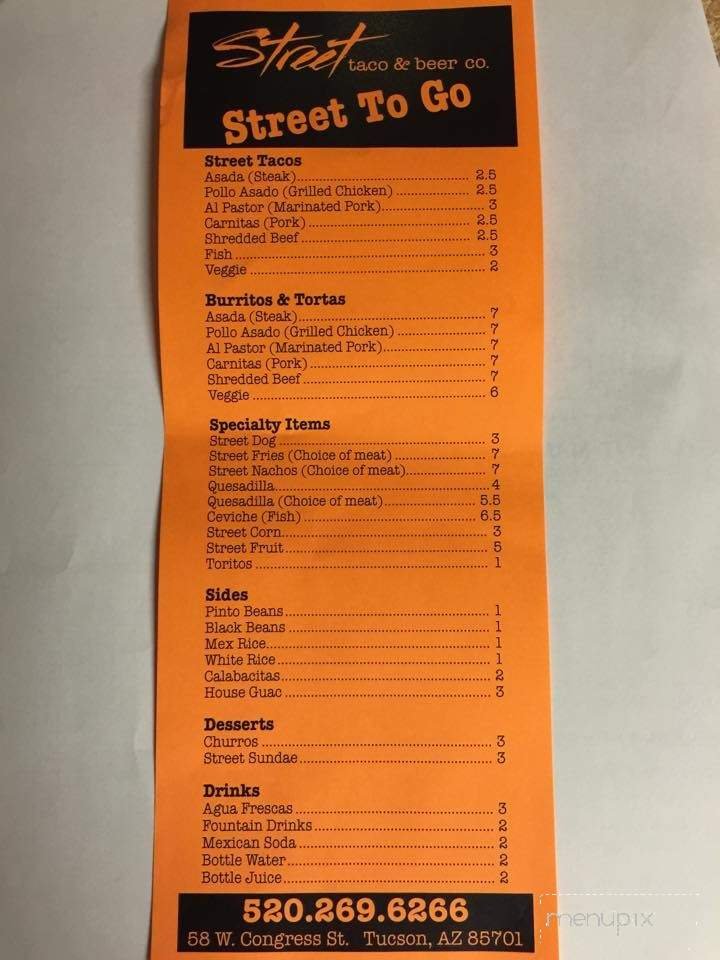 Street taco & beer co.
Street To Go
Street Tacos
Asada (Steak)........ 2.5
Pollo Asado (Grilled Chicken) ........ 2.5
Al Pastor (Marinated Pork)........ 3
Carnitas (Pork) ........ 2.5
Shredded Beef ........ 2.5
Fish ........ 3
Veggie ........ 2
Burritos & Tortas
Asada (Steak)........ 7
Pollo Asado (Grilled Chicken) ........ 7
Al Pastor (Marinated Pork)........ 7
Carnitas (Pork) ........ 7
Shredded Beef ........ 7
Veggie ........ 6
Specialty Items
Street Dog ........ 3
Street Fries (Choice of meat) ........ 7
Street Nachos (Choice of meat)........ 7
Quesadilla........ 4
Quesadilla (Choice of meat)........ 5.5
Ceviche (Fish) ........ 6.5
Street Corn........ 3
Street Fruit ........ 5
Toritos ........ 1
Sides
Pinto Beans ........ 1
Black Beans ........ 1
Mex Rice........ 1
White Rice ........ 1
Calabacitas........ 2
House Guac ........ 3
Desserts
Churros ........ 3
Street Sundae........ 3
Drinks
Agua Frescas ........ 3
Fountain Drinks ........ 2
Mexican Soda ........ 2
Bottle Water ........ 2
Bottle Juice ........ 2
520.269.6266
58 W. Congress St. Tucson, AZ 85701
menupix